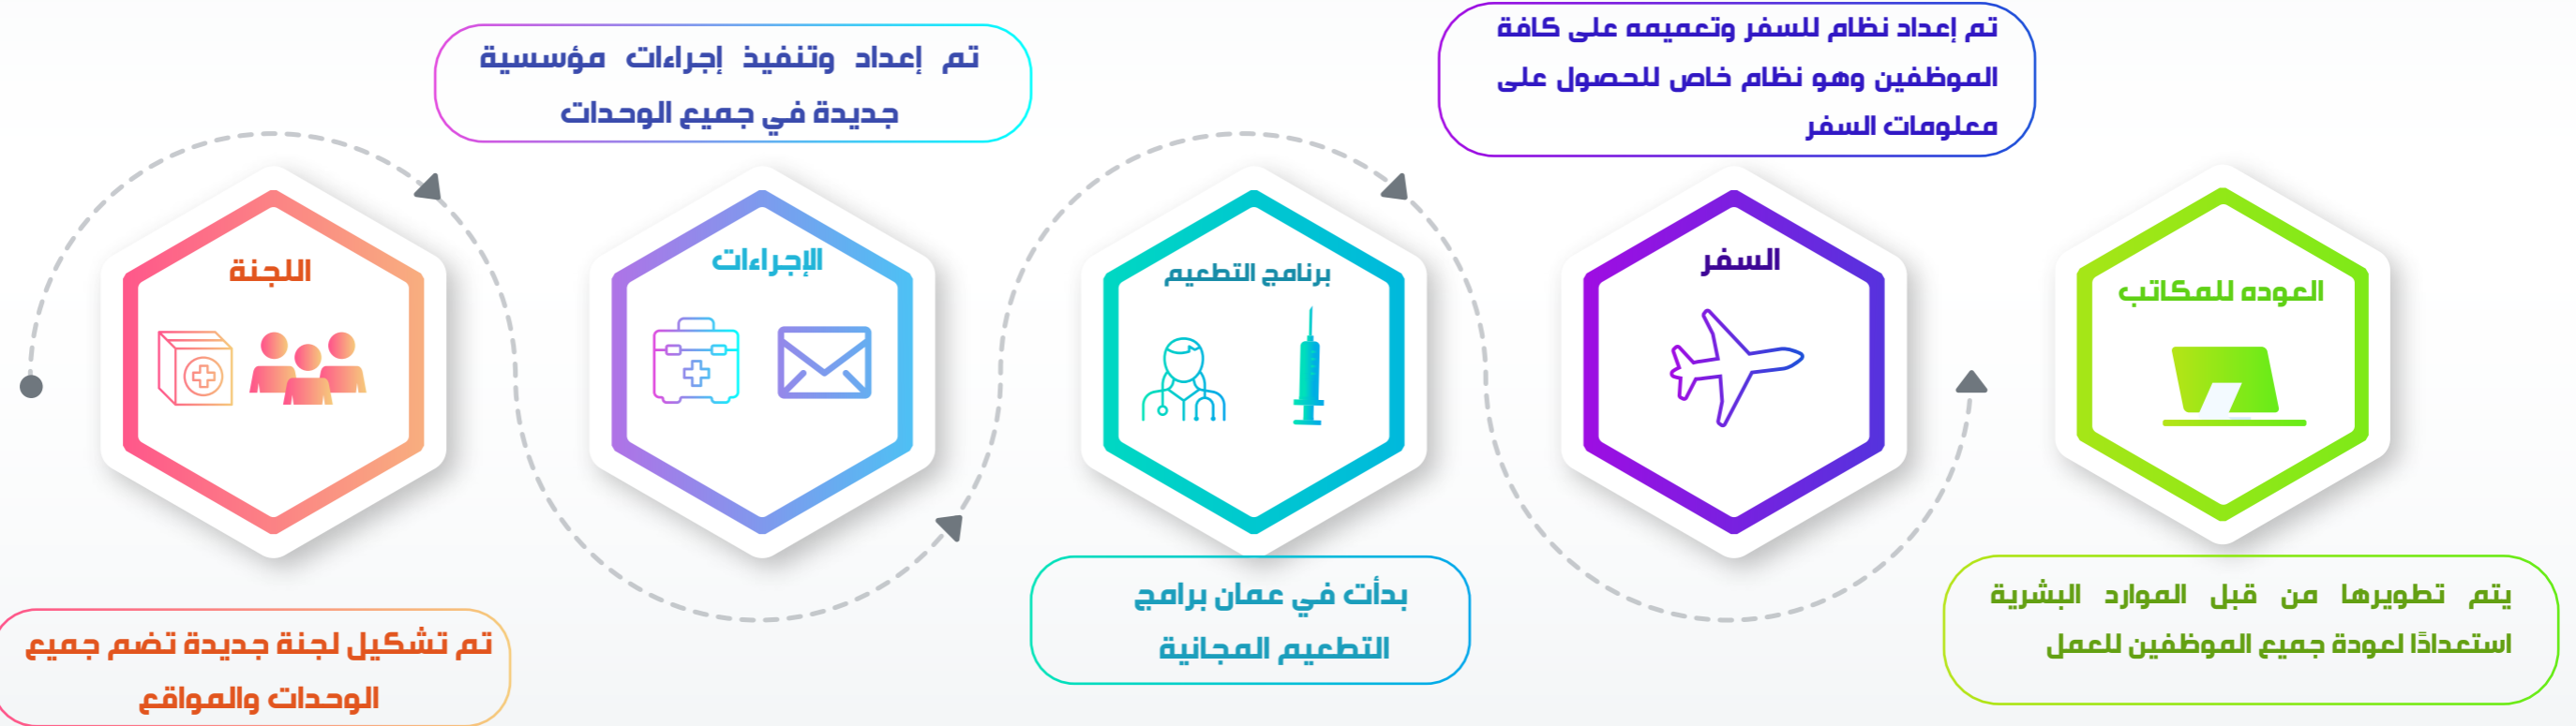 اللجنة
تم تشكيل لجنة جديدة تضم جميع
الوحدات والمواقع
تم إعداد وتنفيذ إجراءات مؤسسية
جديدة في جميع الوحدات
الإجراءات
برنامج التطعيم
بدأت في عمان برامج
التطعيم المجانية
تم إعداد نظام للسفر وتعميمه على كافة
الموظفين وهو نظام خاص للحصول على
معلومات السفر
السفر
العوده للمكاتب
يتم تطويرها من قبل الموارد البشرية
استعدادًا لعودة جميع الموظفين للعمل